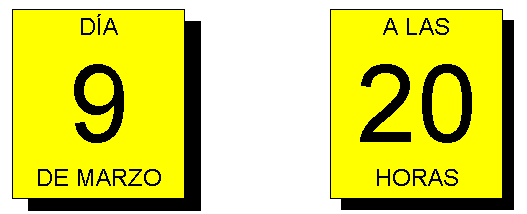 DÍA
9
DE MARZO
A LAS
20
HORAS